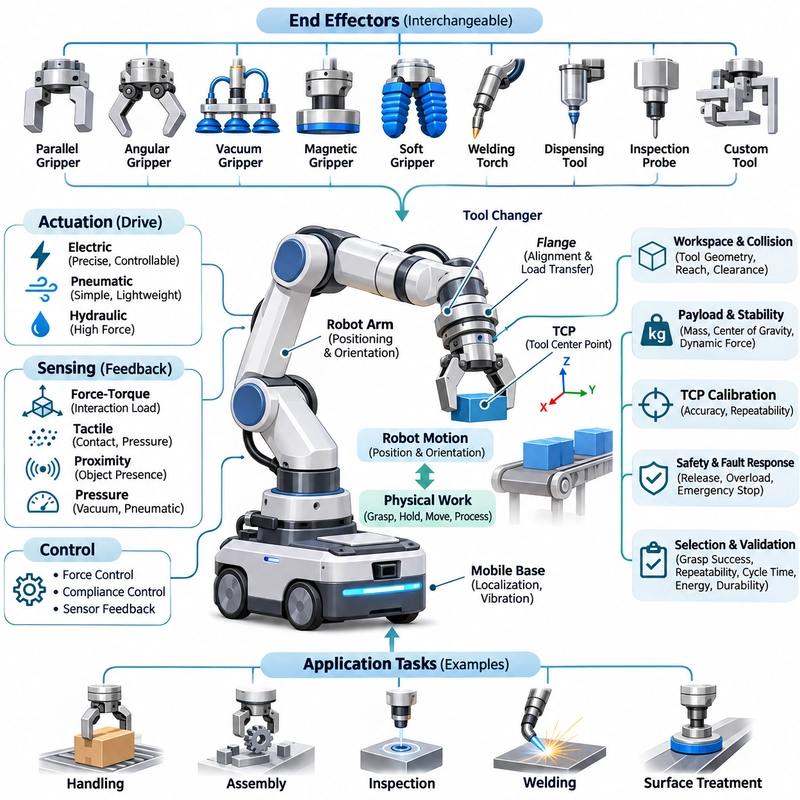 End Effectors (Interchangeable)
Parallel
Gripper
Angular
Gripper
Vacuum
Gripper
Magnetic
Gripper
Soft
Gripper
Welding
Torch
Dispensing
Tool
Inspection
Probe
Custom
Tool
Actuation (Drive)
Electric
(Precise, Controllable)
Pneumatic
(Simple, Lightweight)
Hydraulic
(High Force)
Sensing (Feedback)
Force-Torque
(Interaction Load)
Tactile
(Contact, Pressure)
Proximity
(Object Presence)
Pressure
(Vacuum, Pneumatic)
Control
• Force Control
• Compliance Control
• Sensor Feedback
Tool Changer
Flange
(Alignment &
Load Transfer)
Robot Arm
(Positioning
& Orientation)
TCP
(Tool Center Point)
Z
Y
X
Robot Motion
(Position & Orientation)
Physical Work
(Grasp, Hold, Move, Process)
Mobile Base
(Localization,
Vibration)
Workspace & Collision
(Tool Geometry,
Reach, Clearance)
kg
Payload & Stability
(Mass, Center of Gravity,
Dynamic Force)
TCP Calibration
(Accuracy, Repeatability)
Safety & Fault Response
(Release, Overload,
Emergency Stop)
Selection & Validation
(Grasp Success,
Repeatability, Cycle Time,
Energy, Durability)
Application Tasks (Examples)
Handling
Assembly
Inspection
Welding
Surface Treatment